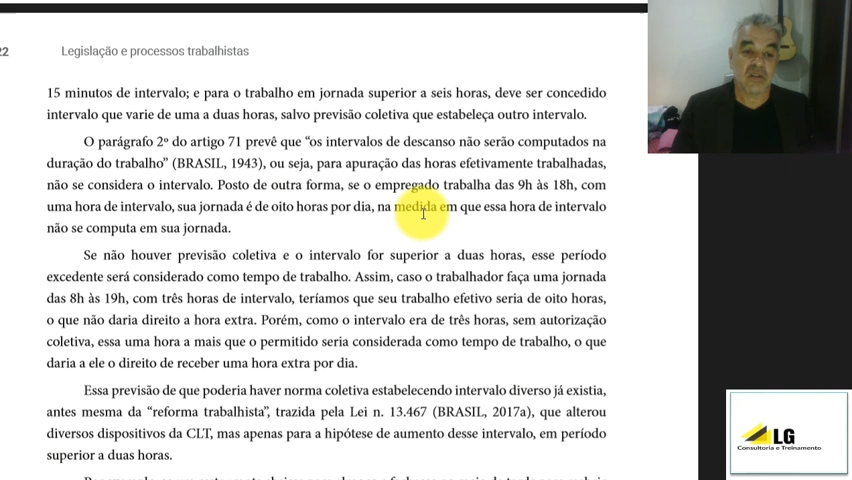 22
Legislação e processos trabalhistas
15 minutos de intervalo; e para o trabalho em jornada superior a seis horas, deve ser concedido
intervalo que varie de uma a duas horas, salvo previsão coletiva que estabeleça outro intervalo.
O parágrafo 2º do artigo 71 prevê que “os intervalos de descanso não serão computados na
duração do trabalho” (BRASIL, 1943), ou seja, para apuração das horas efetivamente trabalhadas,
não se considera o intervalo. Posto de outra forma, se o empregado trabalha das 9h às 18h, com
uma hora de intervalo, sua jornada é de oito horas por dia, na medida em que essa hora de intervalo
não se computa em sua jornada.
Se não houver previsão coletiva e o intervalo for superior a duas horas, esse período
excedente será considerado como tempo de trabalho. Assim, caso o trabalhador faça uma jornada
das 8h às 19h, com três horas de intervalo, teríamos que seu trabalho efetivo seria de oito horas,
o que não daria direito a hora extra. Porém, como o intervalo era de três horas, sem autorização
coletiva, essa uma hora a mais que o permitido seria considerada como tempo de trabalho, o que
daria a ele o direito de receber uma hora extra por dia.
Essa previsão de que poderia haver norma coletiva estabelecendo intervalo diverso já existia,
antes mesma da “reforma trabalhista”, trazida pela Lei n. 13.467 (BRASIL, 2017a), que alterou
diversos dispositivos da CLT, mas apenas para a hipótese de aumento desse intervalo, em período
superior a duas horas.
LG
Consultoria e Treinamento